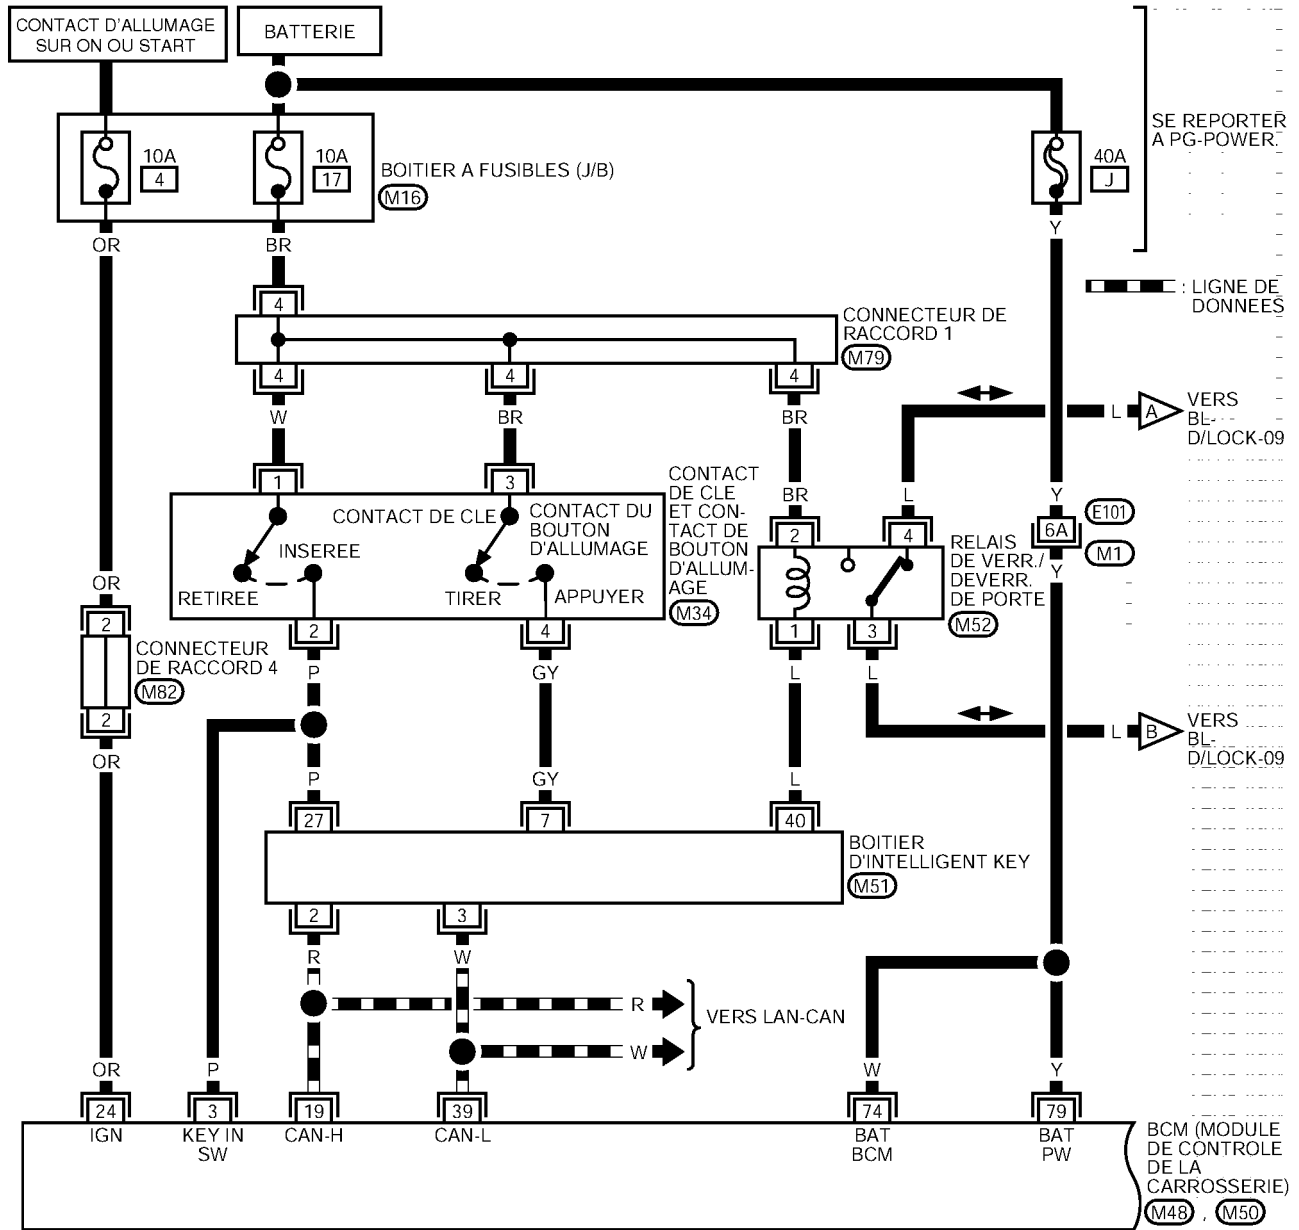 CONTACT D'ALLUMAGE
SUR ON OU START
BATTERIE
SE REPORTER
A PG-POWER.
10A
4
10A
17
BOITIER A FUSIBLES (J/B)
M16
40A
J
OR
BR
Y
: LIGNE DE
DONNEES
4
CONNECTEUR DE
RACCORD 1
M79
4
4
4
W
BR
BR
L
A
VERS
BL-
D/LOCK-09
1
3
CONTACT
DE CLE
ET CON-
TACT DE
BOUTON
D'ALLUM-
AGE
M34
CONTACT DE CLE
CONTACT DU
BOUTON
D'ALLUMAGE
INSEREE
RETIREE
TIRER
APPUYER
BR
L
Y
2
4
6A
E101
M1
RELAIS
DE VERR./
DEVERR.
DE PORTE
M52
Y
OR
2
CONNECTEUR
DE RACCORD 4
M82
2
OR
2
4
1
3
P
GY
L
L
L
B
VERS
BL-
D/LOCK-09
P
GY
L
27
7
40
BOITIER
D'INTELLIGENT KEY
M51
2
3
R
W
R
W
VERS LAN-CAN
OR
P
W
Y
24
3
19
39
74
79
IGN
KEY IN
SW
CAN-H
CAN-L
BAT
BCM
BAT
PW
BCM (MODULE
DE CONTROLE
DE LA
CARROSSERIE)
M48 , M50